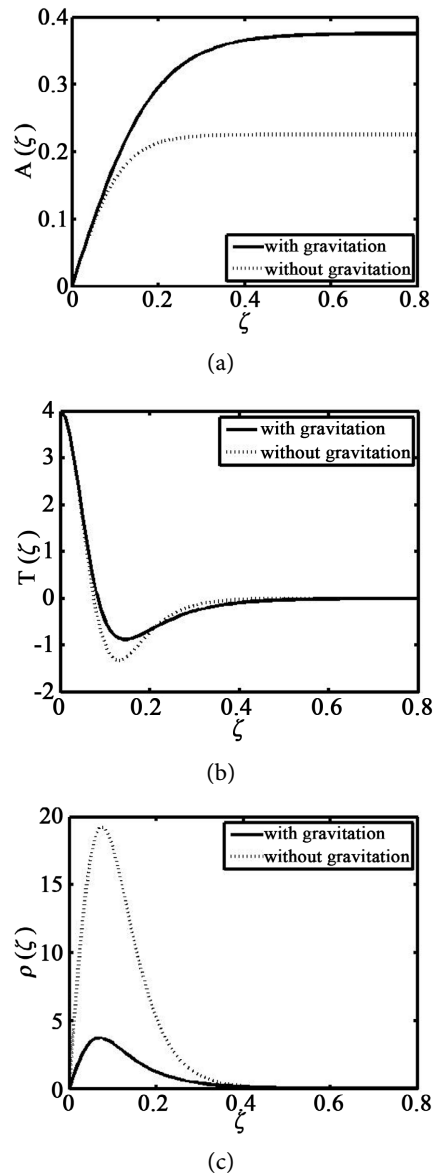 0.4
0.3
0.2
0.1
0
A (ζ)
with gravitation
without gravitation
0 0.2 0.4 0.6 0.8
ζ
(a)
4
3
2
1
0
-1
-2
T (ζ)
with gravitation
without gravitation
0 0.2 0.4 0.6 0.8
ζ
(b)
20
15
10
5
0
ρ (ζ)
with gravitation
without gravitation
0 0.2 0.4 0.6 0.8
ζ
(c)